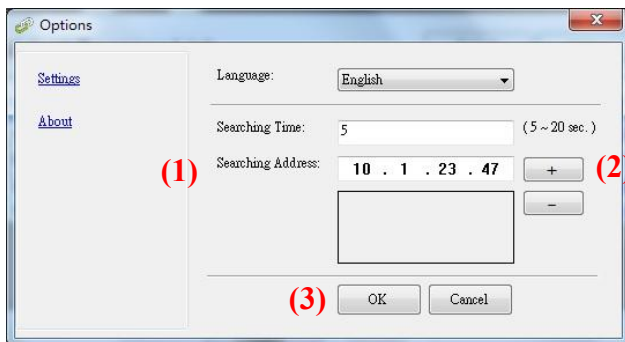 Options
Settings
About
Language: English
Searching Time: 5 ( 5 ~ 20 sec. )
(1) Searching Address: 10 . 1 . 23 . 47 + (2)
-
(3) OK Cancel